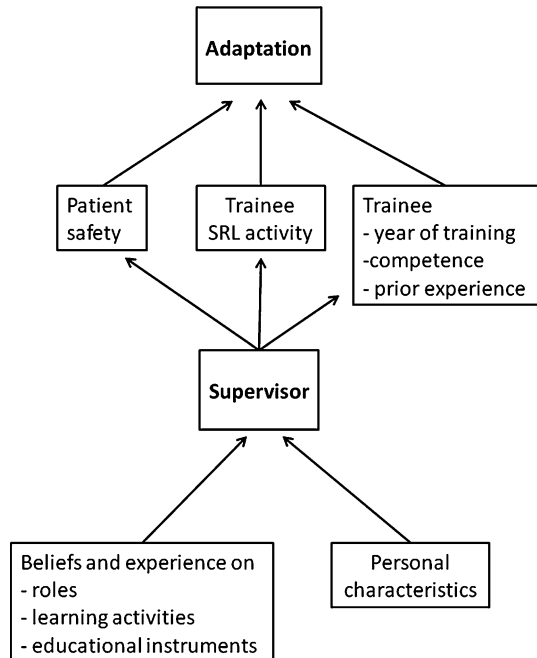 Adaptation
Patient
safety
Trainee
SRL activity
Trainee
- year of training
-competence
- prior experience
Supervisor
Beliefs and experience on
- roles
- learning activities
- educational instruments
Personal
characteristics